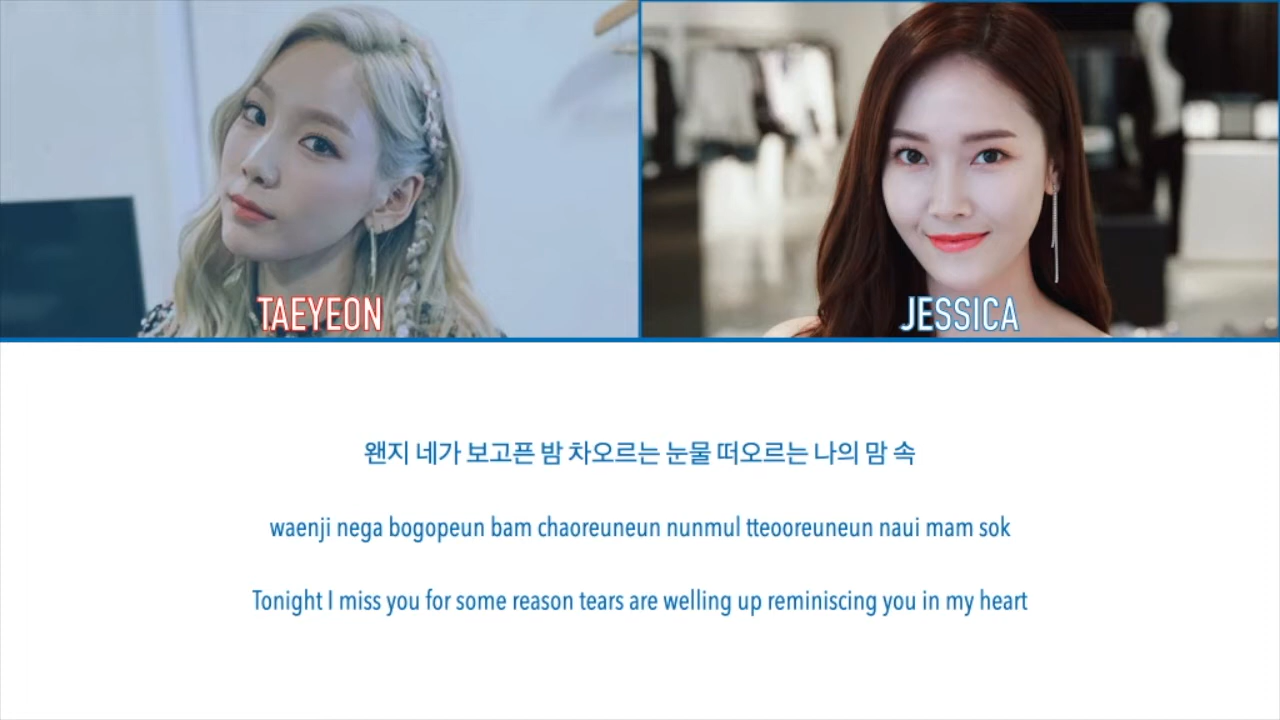 TAEYEON
JESSICA
왠지 네가 보고픈 밤 차오르는 눈물 떠오르는 나의 맘 속
waenji nega bogopeun bam chaoreuneun nunmul tteooreuneun naui mam sok
Tonight I miss you for some reason tears are welling up reminiscing you in my heart